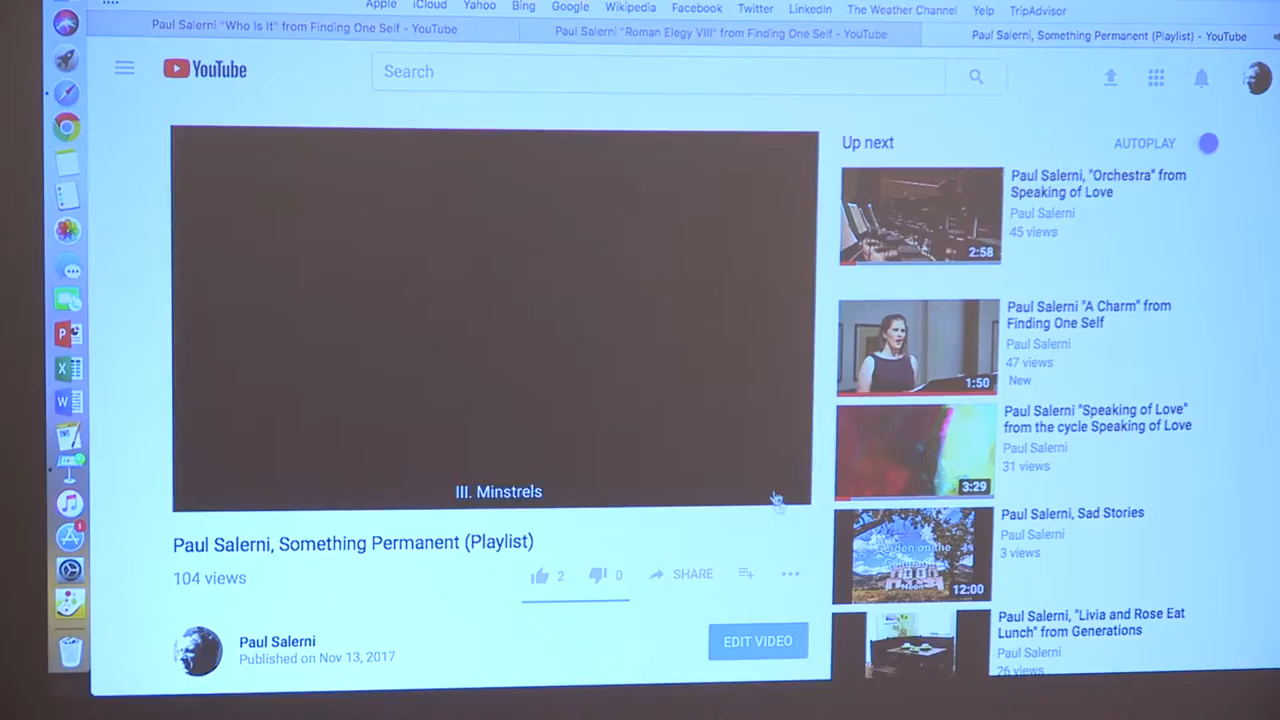 Apple iCloud Yahoo Bing Google Wikipedia Facebook Twitter LinkedIn The Weather Channel Yelp TripAdvisor
Paul Salerni "Who Is It" from Finding One Self - YouTube
Paul Salerni "Roman Elegy VIII" from Finding One Self - YouTube
Paul Salerni, Something Permanent (Playlist) - YouTube
YouTube
Search
III. Minstrels
Paul Salerni, Something Permanent (Playlist)
104 views
2
0
SHARE
Paul Salerni
Published on Nov 13, 2017
EDIT VIDEO
Up next
AUTOPLAY
2:58
Paul Salerni, "Orchestra" from
Speaking of Love
Paul Salerni
45 views
1:50
Paul Salerni "A Charm" from
Finding One Self
Paul Salerni
47 views
New
3:29
Paul Salerni "Speaking of Love"
from the cycle Speaking of Love
Paul Salerni
31 views
Garden on the
Noon
12:00
Paul Salerni, Sad Stories
Paul Salerni
3 views
Paul Salerni, "Livia and Rose Eat
Lunch" from Generations
Paul Salerni
26 views